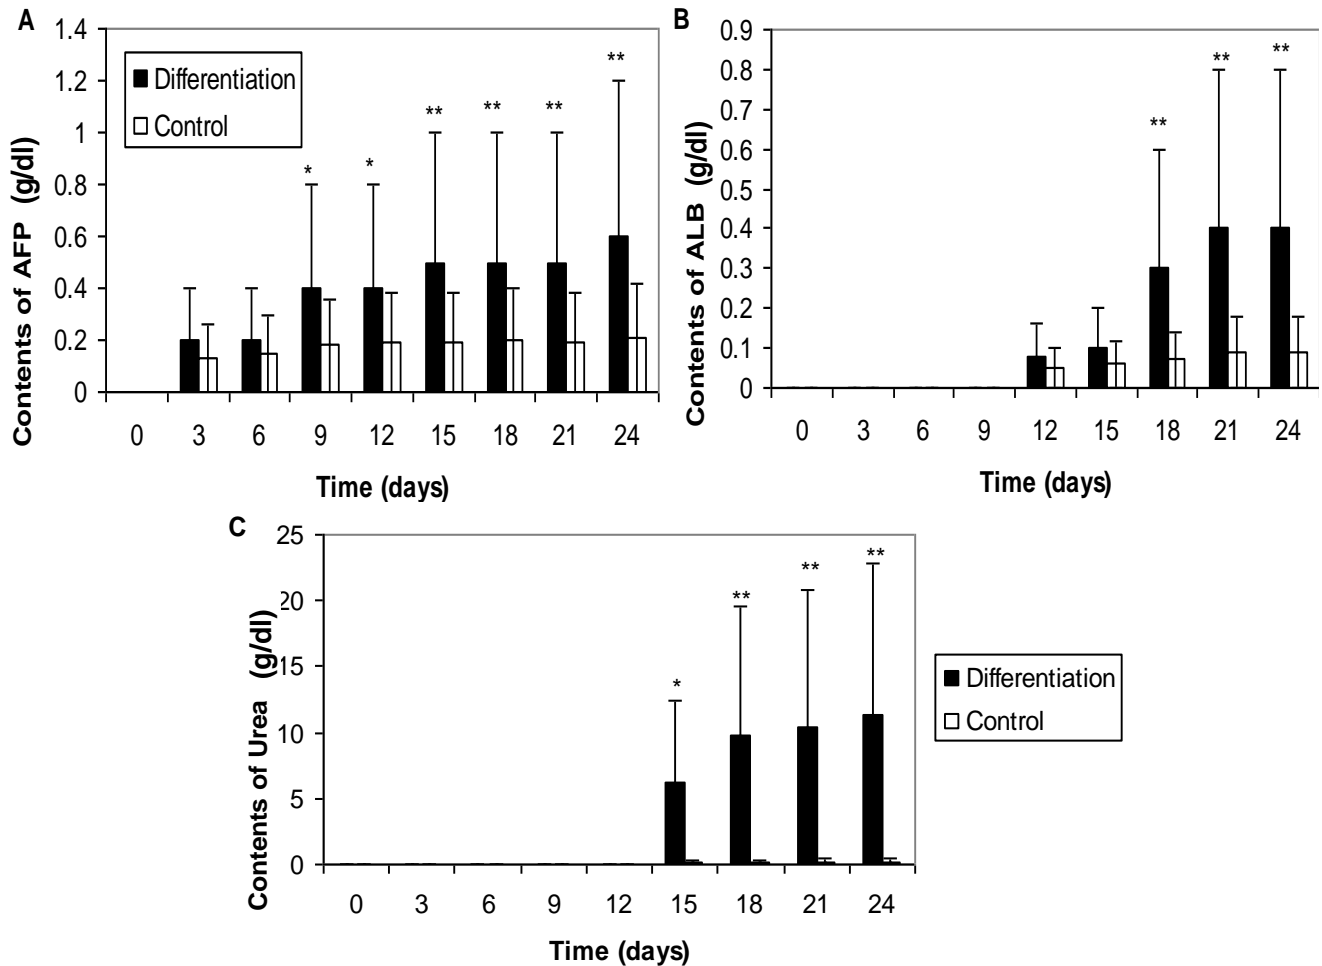 A
1.4
1.2
1
0.8
0.6
0.4
0.2
0
Contents of AFP (g/dl)
Differentiation
Control
* * ** ** ** **
0 3 6 9 12 15 18 21 24
Time (days)
B
0.9
0.8
0.7
0.6
0.5
0.4
0.3
0.2
0.1
0
Contents of ALB (g/dl)
** ** **
0 3 6 9 12 15 18 21 24
Time (days)
C
25
20
15
10
5
0
Contents of Urea (g/dl)
* ** ** **
0 3 6 9 12 15 18 21 24
Time (days)
Differentiation
Control